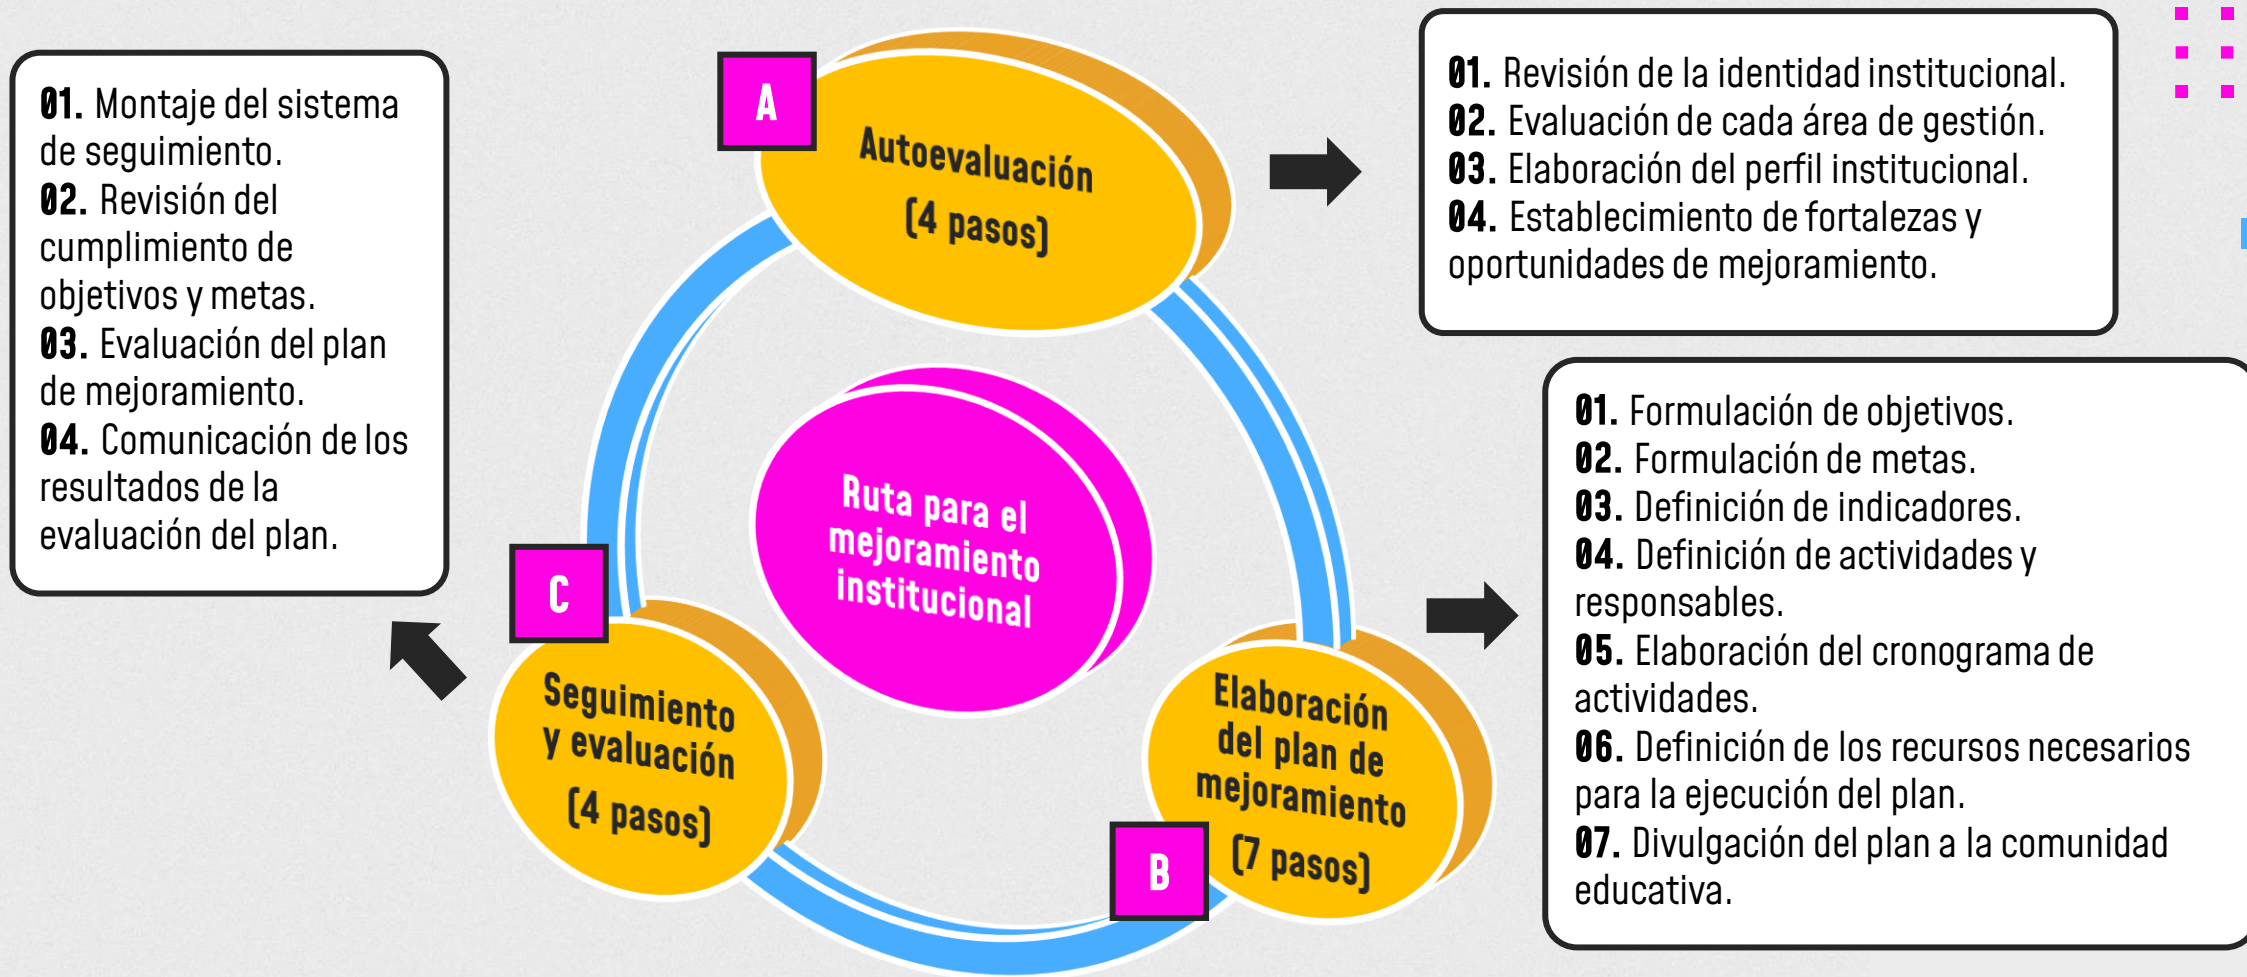 A
Autoevaluación
(4 pasos)
01. Revisión de la identidad institucional.
02. Evaluación de cada área de gestión.
03. Elaboración del perfil institucional.
04. Establecimiento de fortalezas y
oportunidades de mejoramiento.
Ruta para el
mejoramiento
institucional
B
Elaboración
del plan de
mejoramiento
(7 pasos)
01. Formulación de objetivos.
02. Formulación de metas.
03. Definición de indicadores.
04. Definición de actividades y
responsables.
05. Elaboración del cronograma de
actividades.
06. Definición de los recursos necesarios
para la ejecución del plan.
07. Divulgación del plan a la comunidad
educativa.
C
Seguimiento
y evaluación
(4 pasos)
01. Montaje del sistema
de seguimiento.
02. Revisión del
cumplimiento de
objetivos y metas.
03. Evaluación del plan
de mejoramiento.
04. Comunicación de los
resultados de la
evaluación del plan.